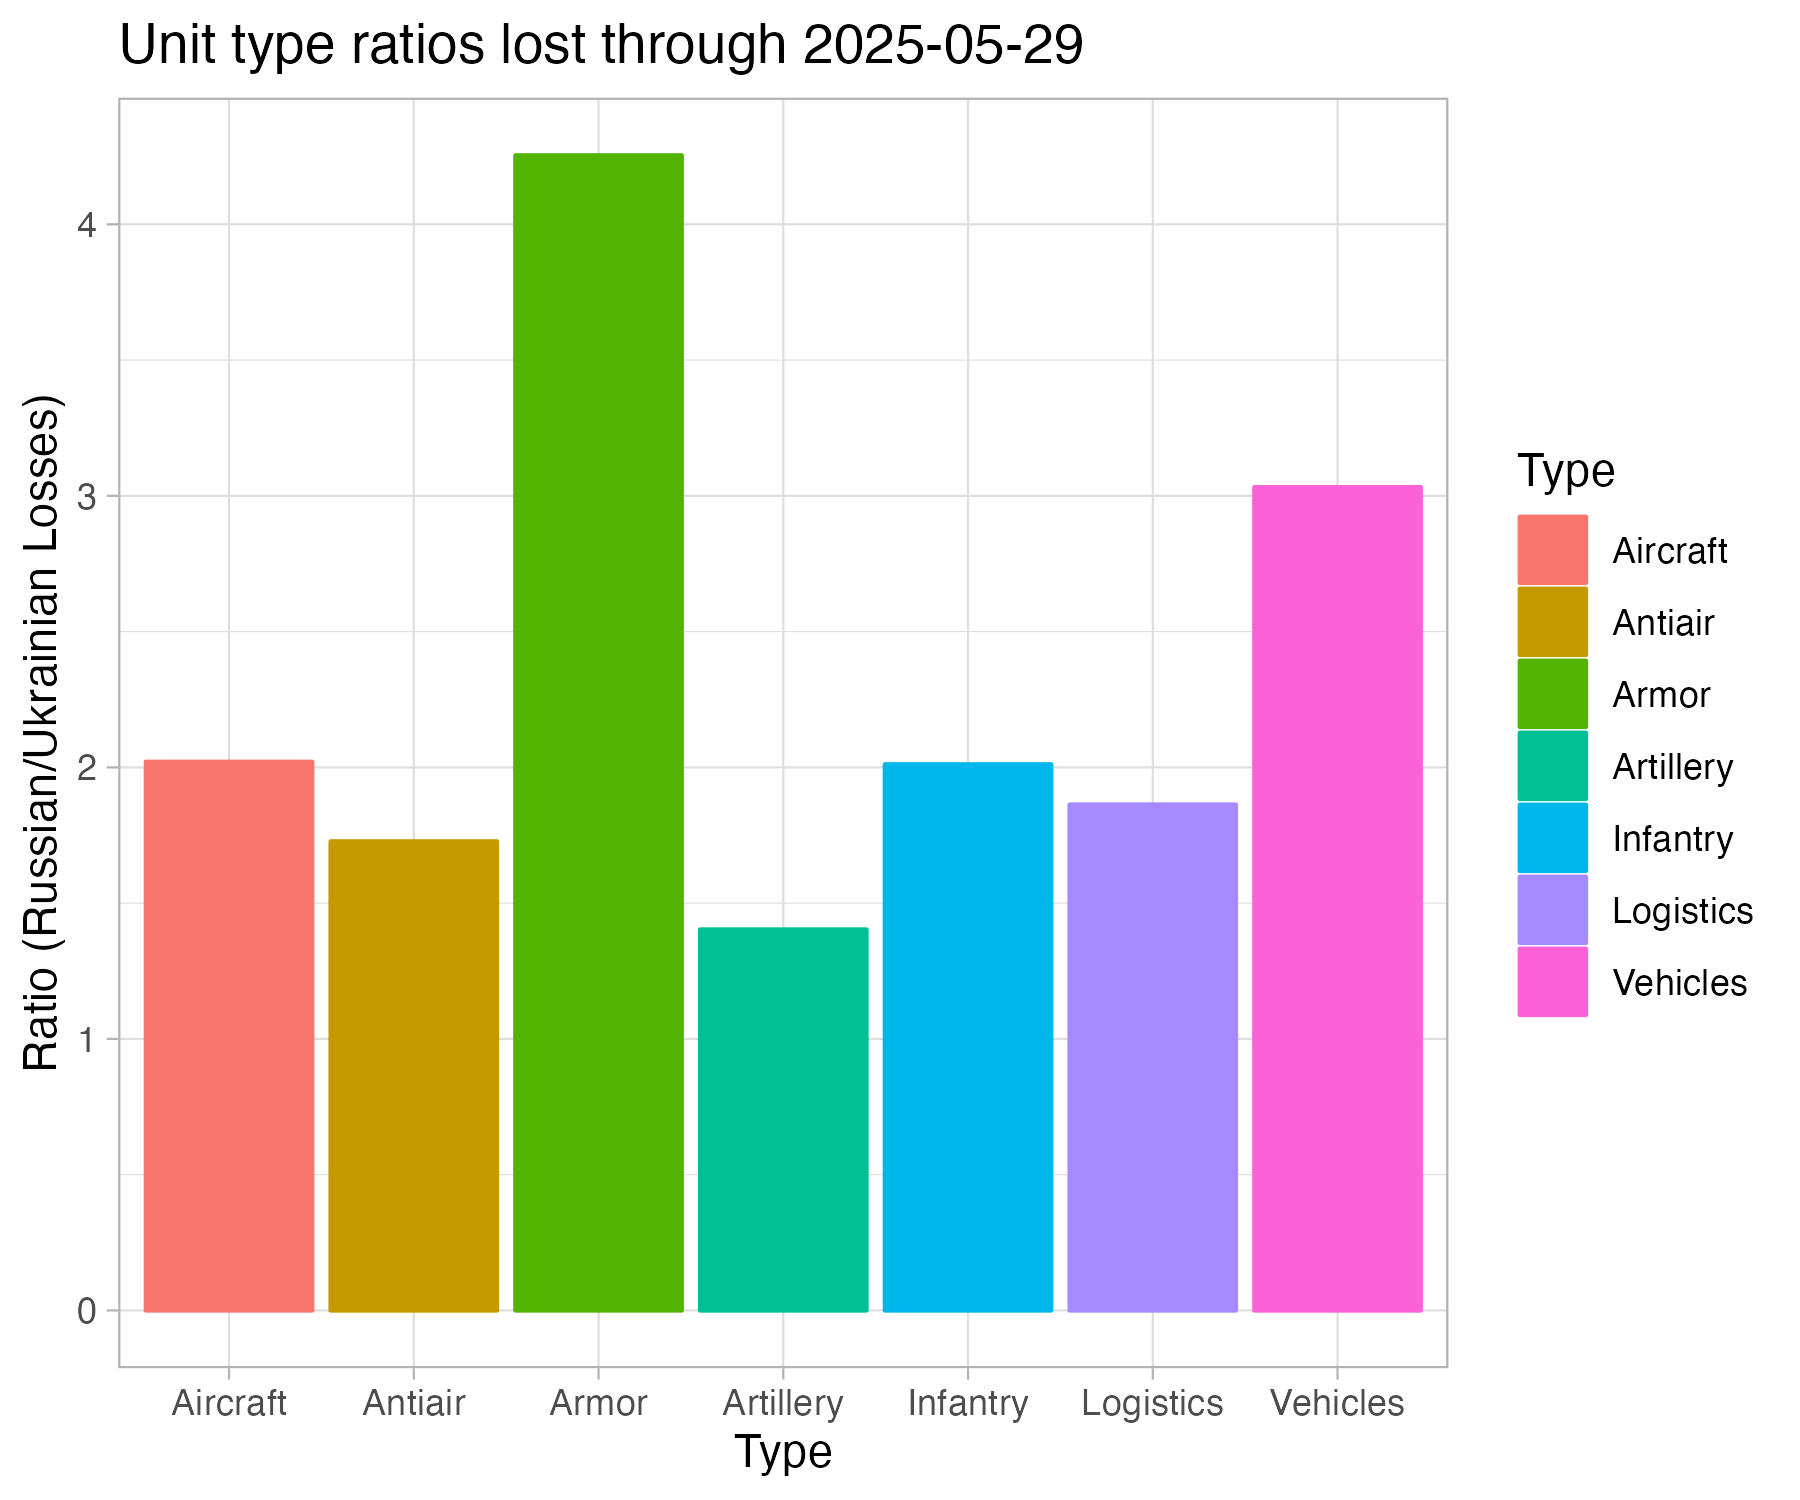 Unit type ratios lost through 2025-05-29
Ratio (Russian/Ukrainian Losses)
4
3
2
1
0
Aircraft
Antiair
Armor
Artillery
Infantry
Logistics
Vehicles
Type
Type
Aircraft
Antiair
Armor
Artillery
Infantry
Logistics
Vehicles